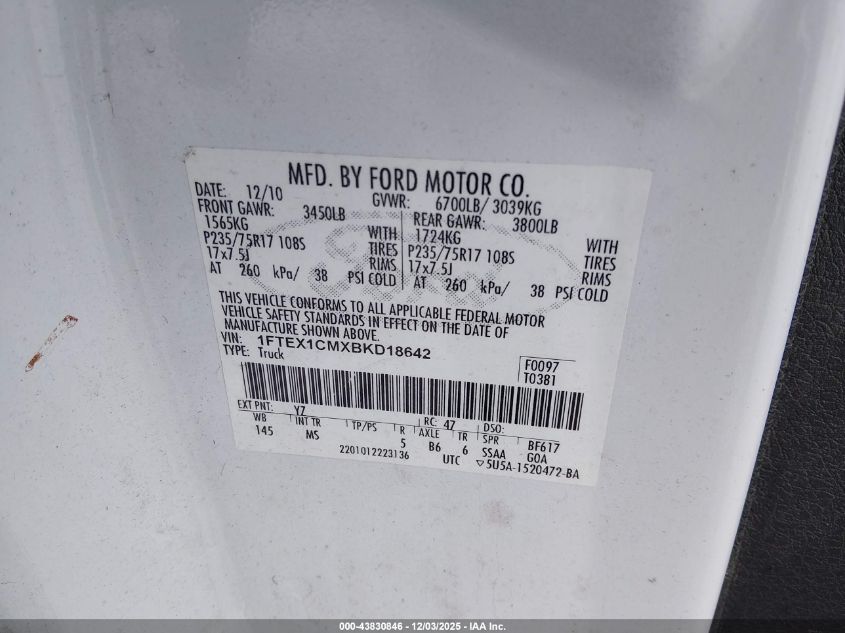 MFD. BY FORD MOTOR CO.
DATE: 12/10 GVWR: 6700LB/ 3039KG
FRONT GAWR: 3450LB REAR GAWR: 3800LB
1565KG WITH 1724KG WITH
P235/75R17 108S TIRES P235/75R17 108S TIRES
17x7.5J RIMS 17x7.5J RIMS
AT 260 kPa/ 38 PSI COLD AT 260 kPa/ 38 PSI COLD
THIS VEHICLE CONFORMS TO ALL APPLICABLE FEDERAL MOTOR
VEHICLE SAFETY STANDARDS IN EFFECT ON THE DATE OF
MANUFACTURE SHOWN ABOVE.
VIN: 1FTEX1CMXBKD18642
TYPE: Truck
F0097
T0381
EXT PNT: YZ RC: 47 DSO:
WB INT TR TP/PS R AXLE TR SPR BF617
145 MS 5 B6 6 SSAA GOA
2201012223136 UTC ▽5U5A-1520472-BA
000-43830846 - 12/03/2025 - IAA Inc.